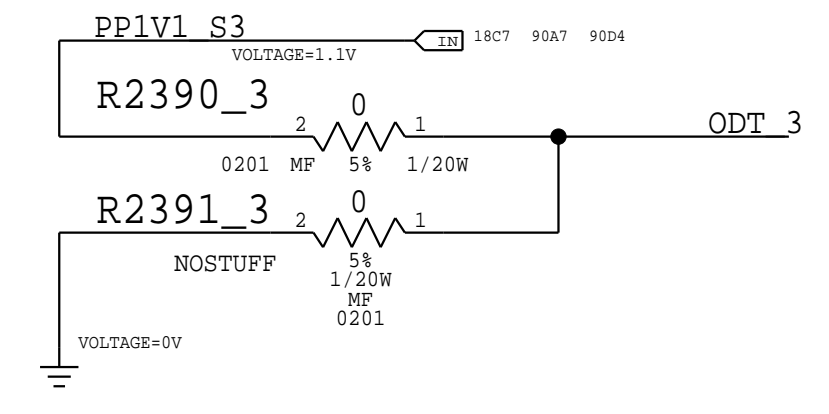 PP1V1_S3
IN 18C7 90A7 90D4
VOLTAGE=1.1V
R2390_3
0
2 1
ODT_3
0201 MF 5% 1/20W
R2391_3
0
2 1
NOSTUFF
5%
1/20W
MF
0201
VOLTAGE=0V